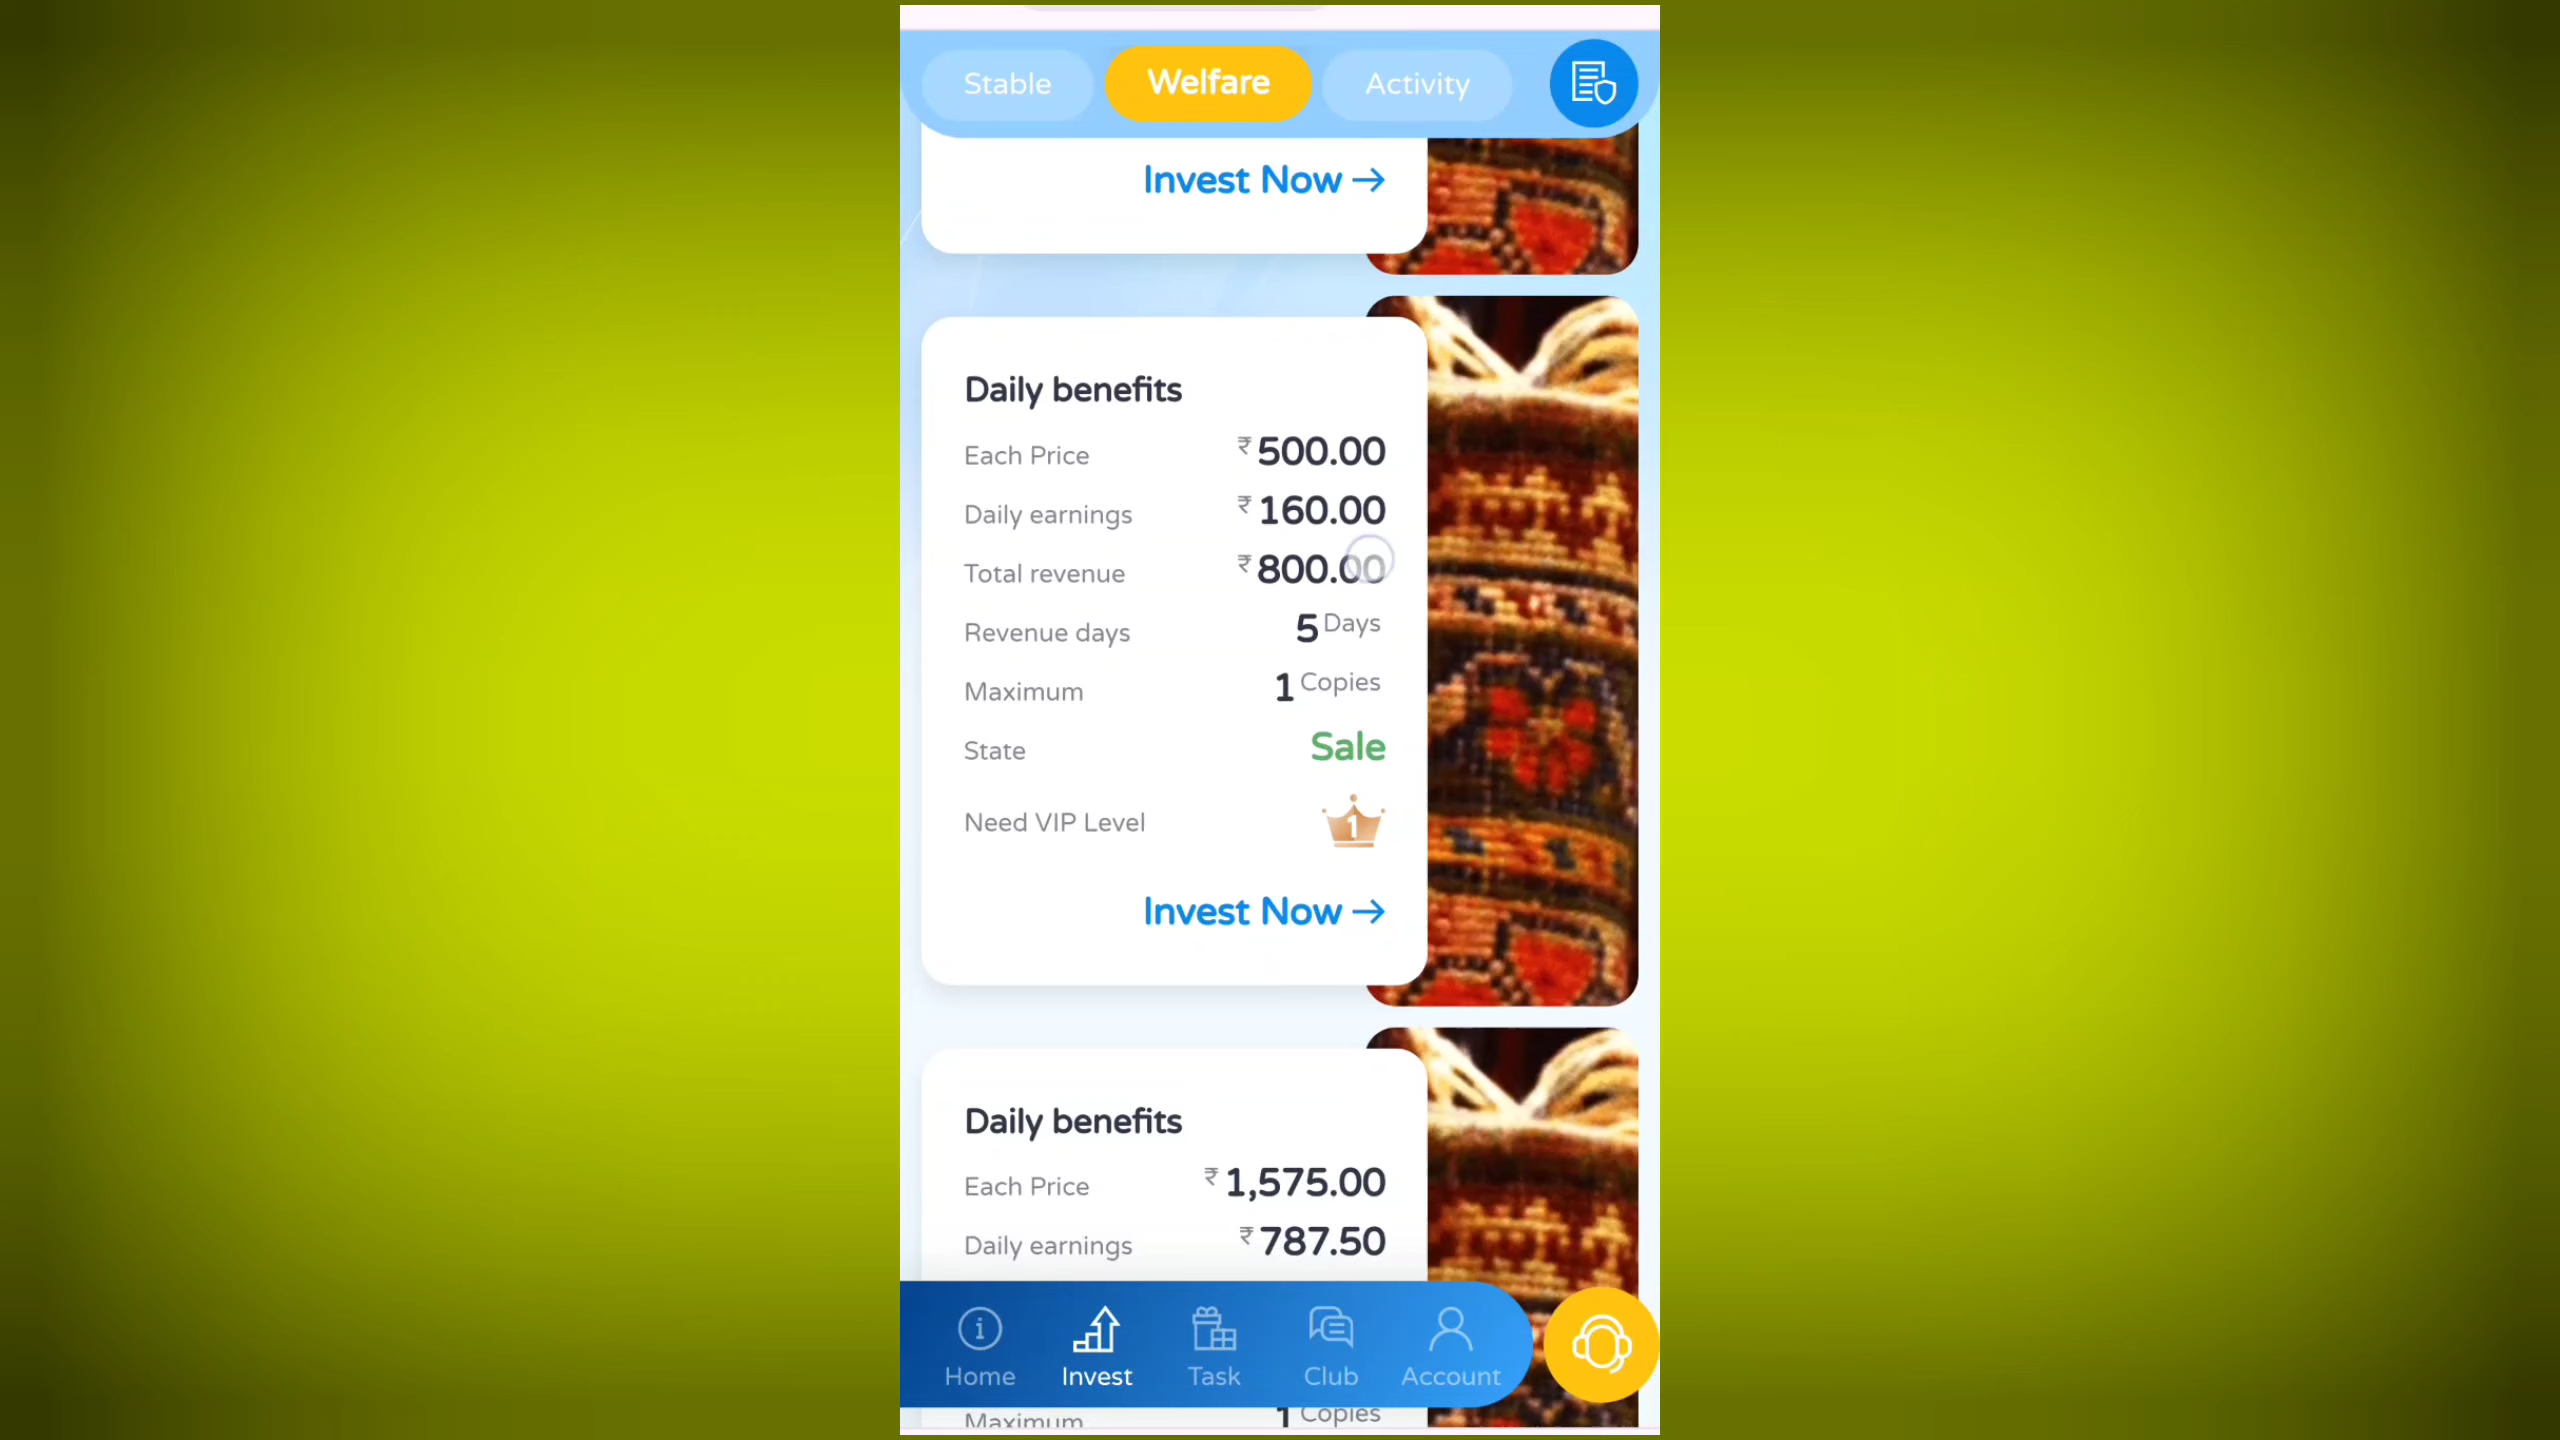 Stable Welfare Activity
Invest Now →
Daily benefits
Each Price ₹500.00
Daily earnings ₹160.00
Total revenue ₹800.00
Revenue days 5 Days
Maximum 1 Copies
State Sale
Need VIP Level 1
Invest Now →
Daily benefits
Each Price ₹1,575.00
Daily earnings ₹787.50
Home Invest Task Club Account
Maximum 1 Copies